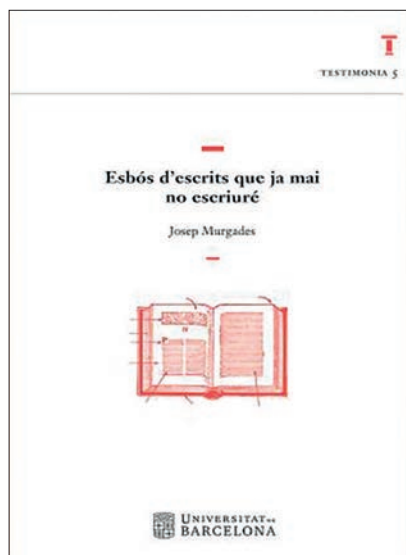 TESTIMONIA 5
Esbós d'escrits que ja mai
no escriuré
Josep Murgades
UNIVERSITAT DE
BARCELONA